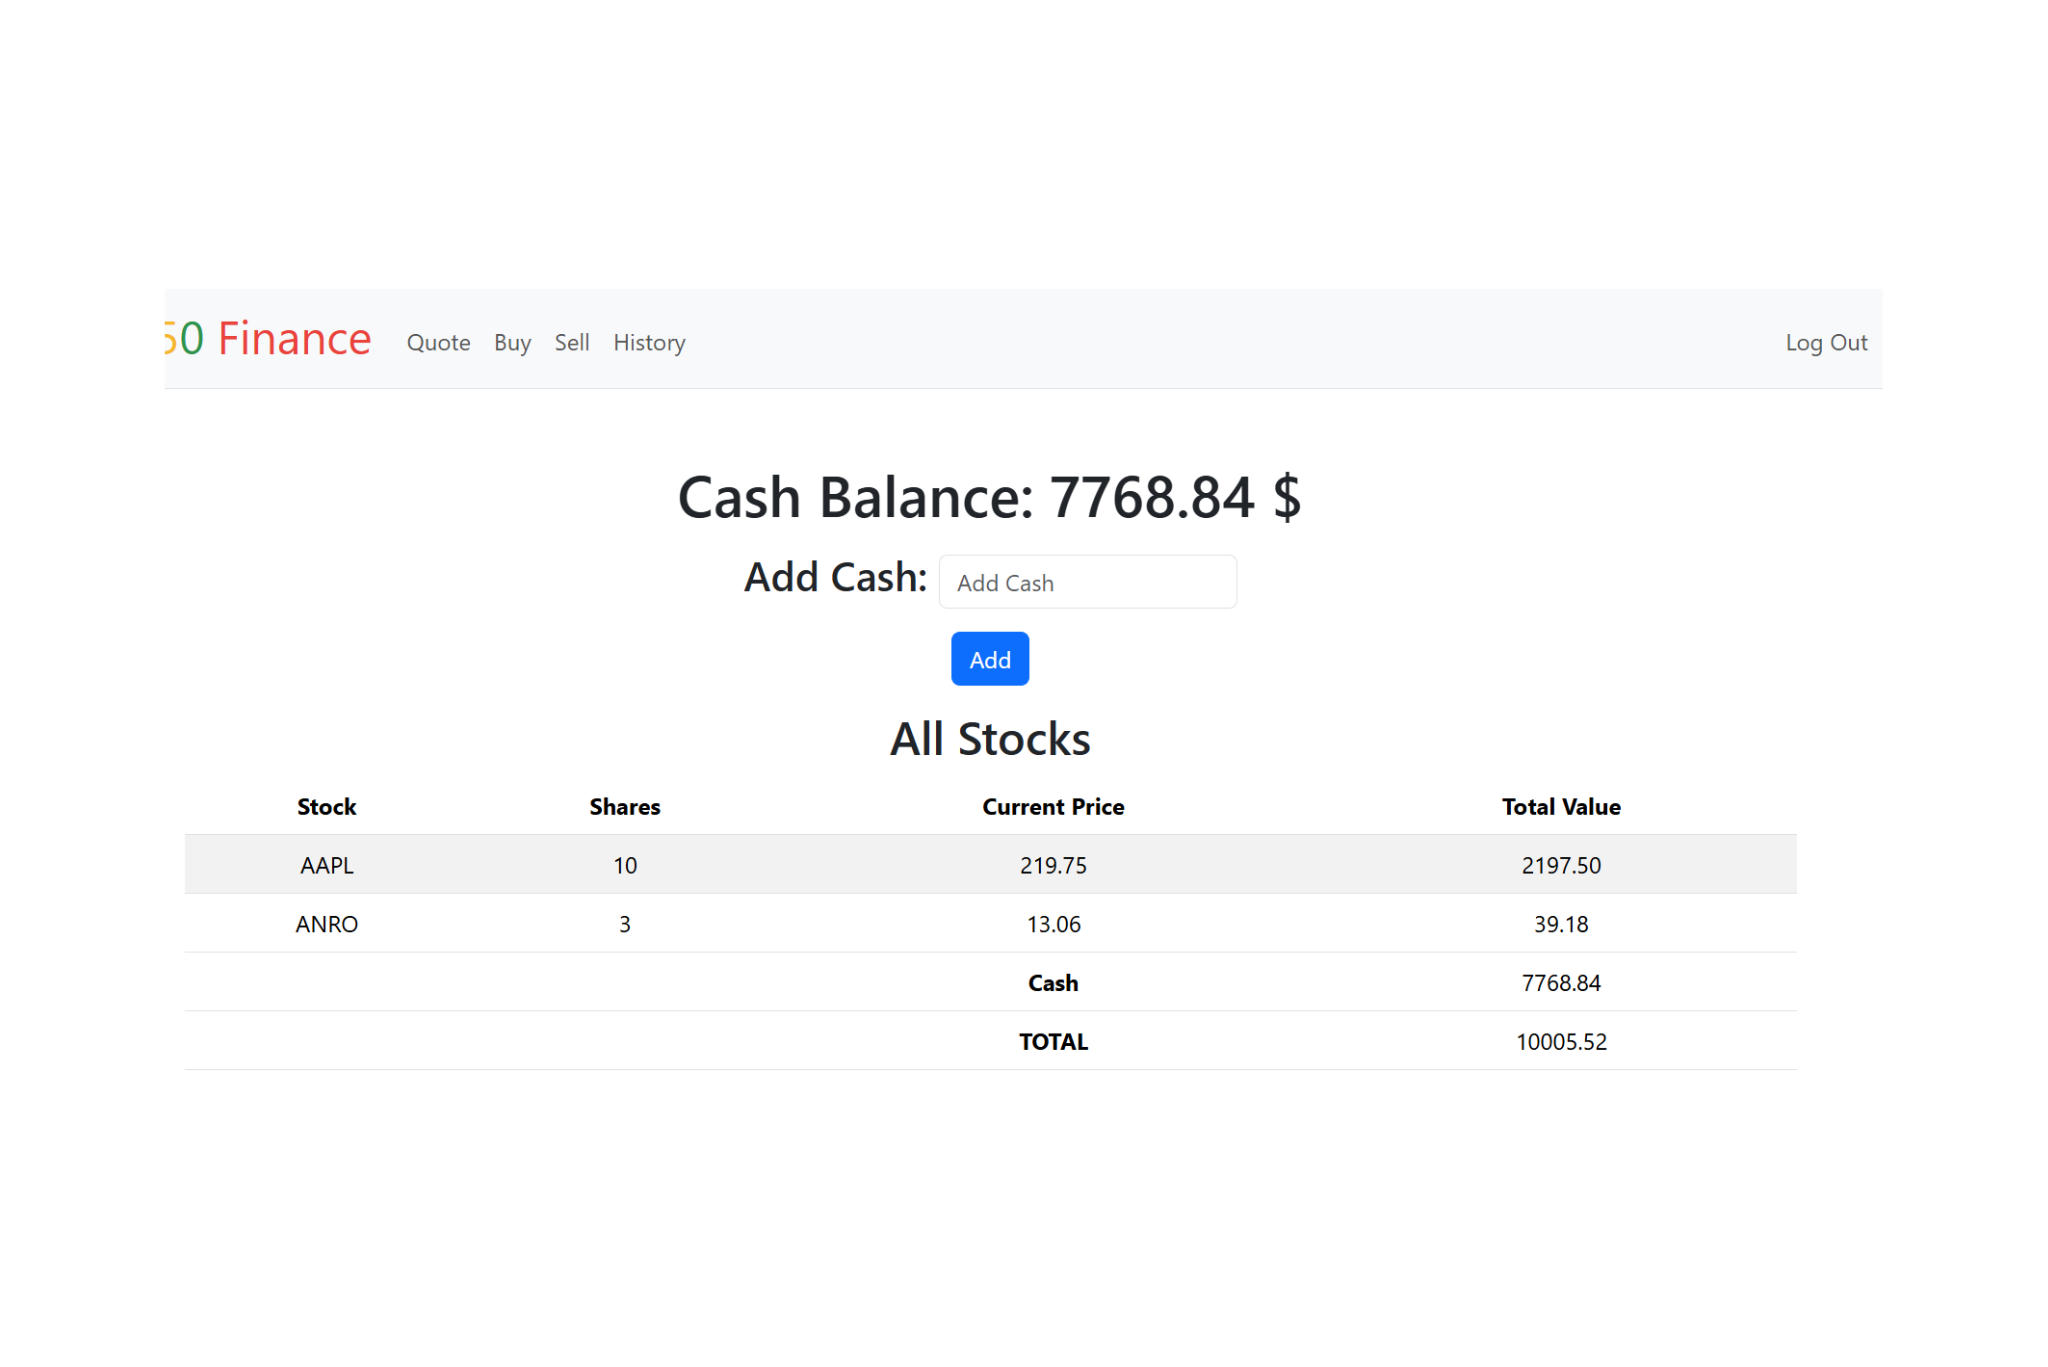 50 Finance Quote Buy Sell History Log Out
Cash Balance: 7768.84 $
Add Cash: Add Cash
Add
All Stocks
Stock Shares Current Price Total Value
AAPL 10 219.75 2197.50
ANRO 3 13.06 39.18
Cash 7768.84
TOTAL 10005.52